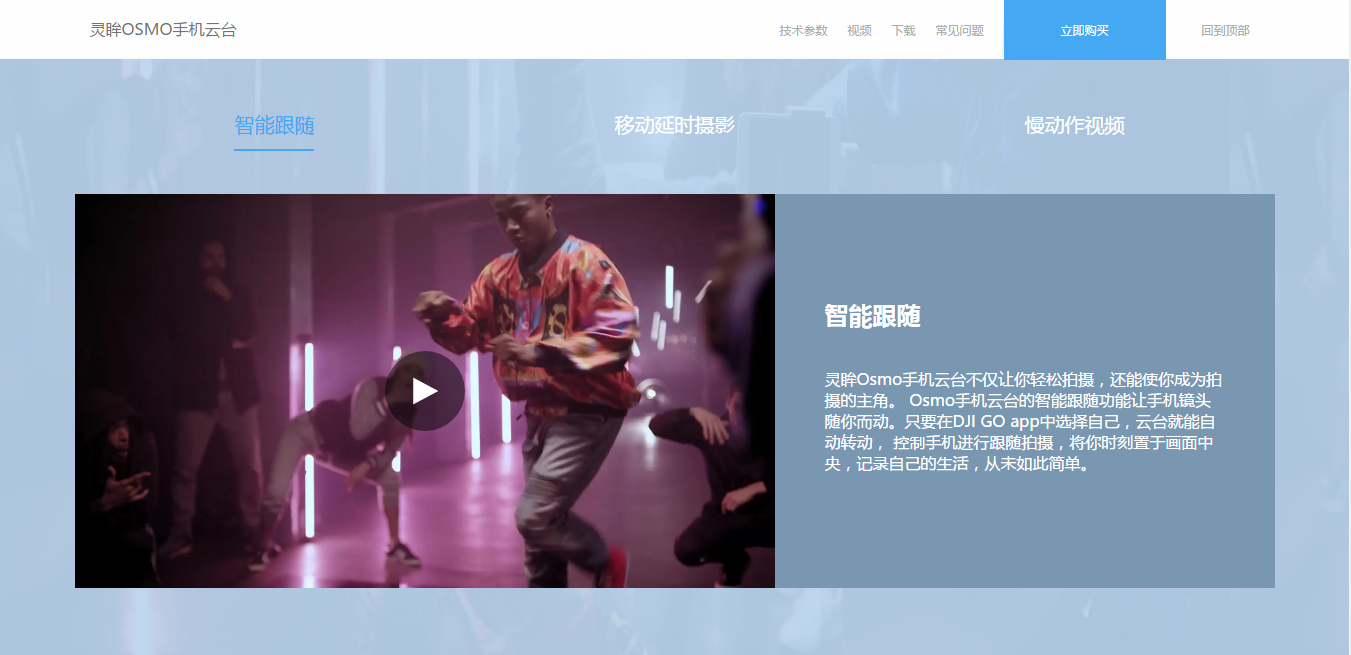 灵眸OSMO手机云台
技术参数 视频 下载 常见问题 立即购买 回到顶部
智能跟随 移动延时摄影 慢动作视频
智能跟随
灵眸Osmo手机云台不仅让你轻松拍摄，还能使你成为拍
摄的主角。 Osmo手机云台的智能跟随功能让手机镜头
随你而动。只要在DJI GO app中选择自己，云台就能自
动转动， 控制手机进行跟随拍摄，将你时刻置于画面中
央，记录自己的生活，从未如此简单。